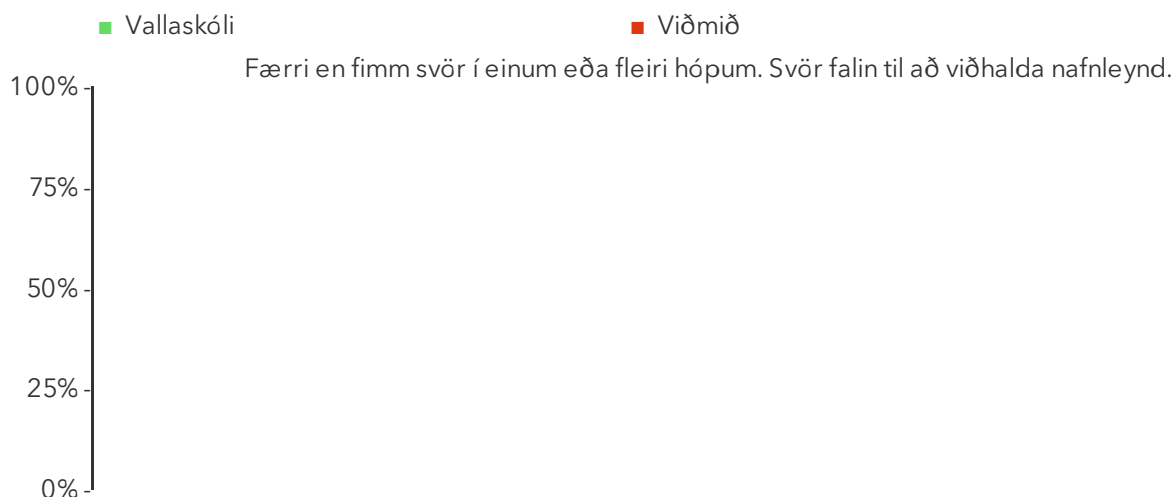 Vallaskóli Viðmið
Færri en fimm svör í einum eða fleiri hópum. Svör falin til að viðhalda nafnleynd.
100%
75%
50%
25%
0%